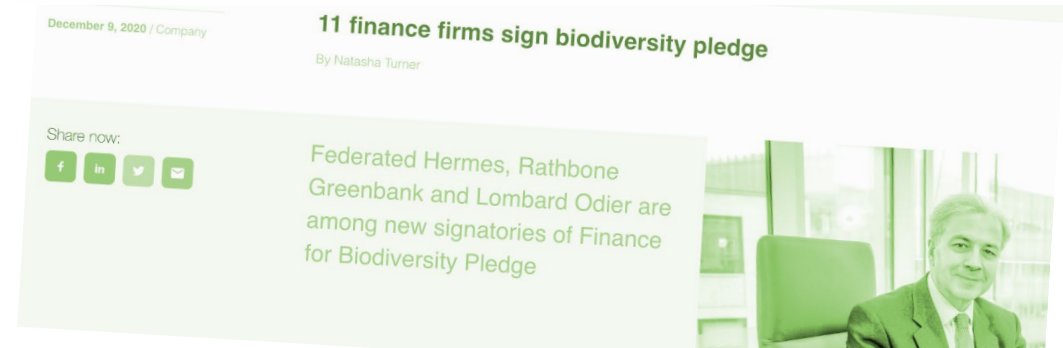 December 9, 2020 / Company
11 finance firms sign biodiversity pledge
By Natasha Turner
Share now:
Federated Hermes, Rathbone
Greenbank and Lombard Odier are
among new signatories of Finance
for Biodiversity Pledge